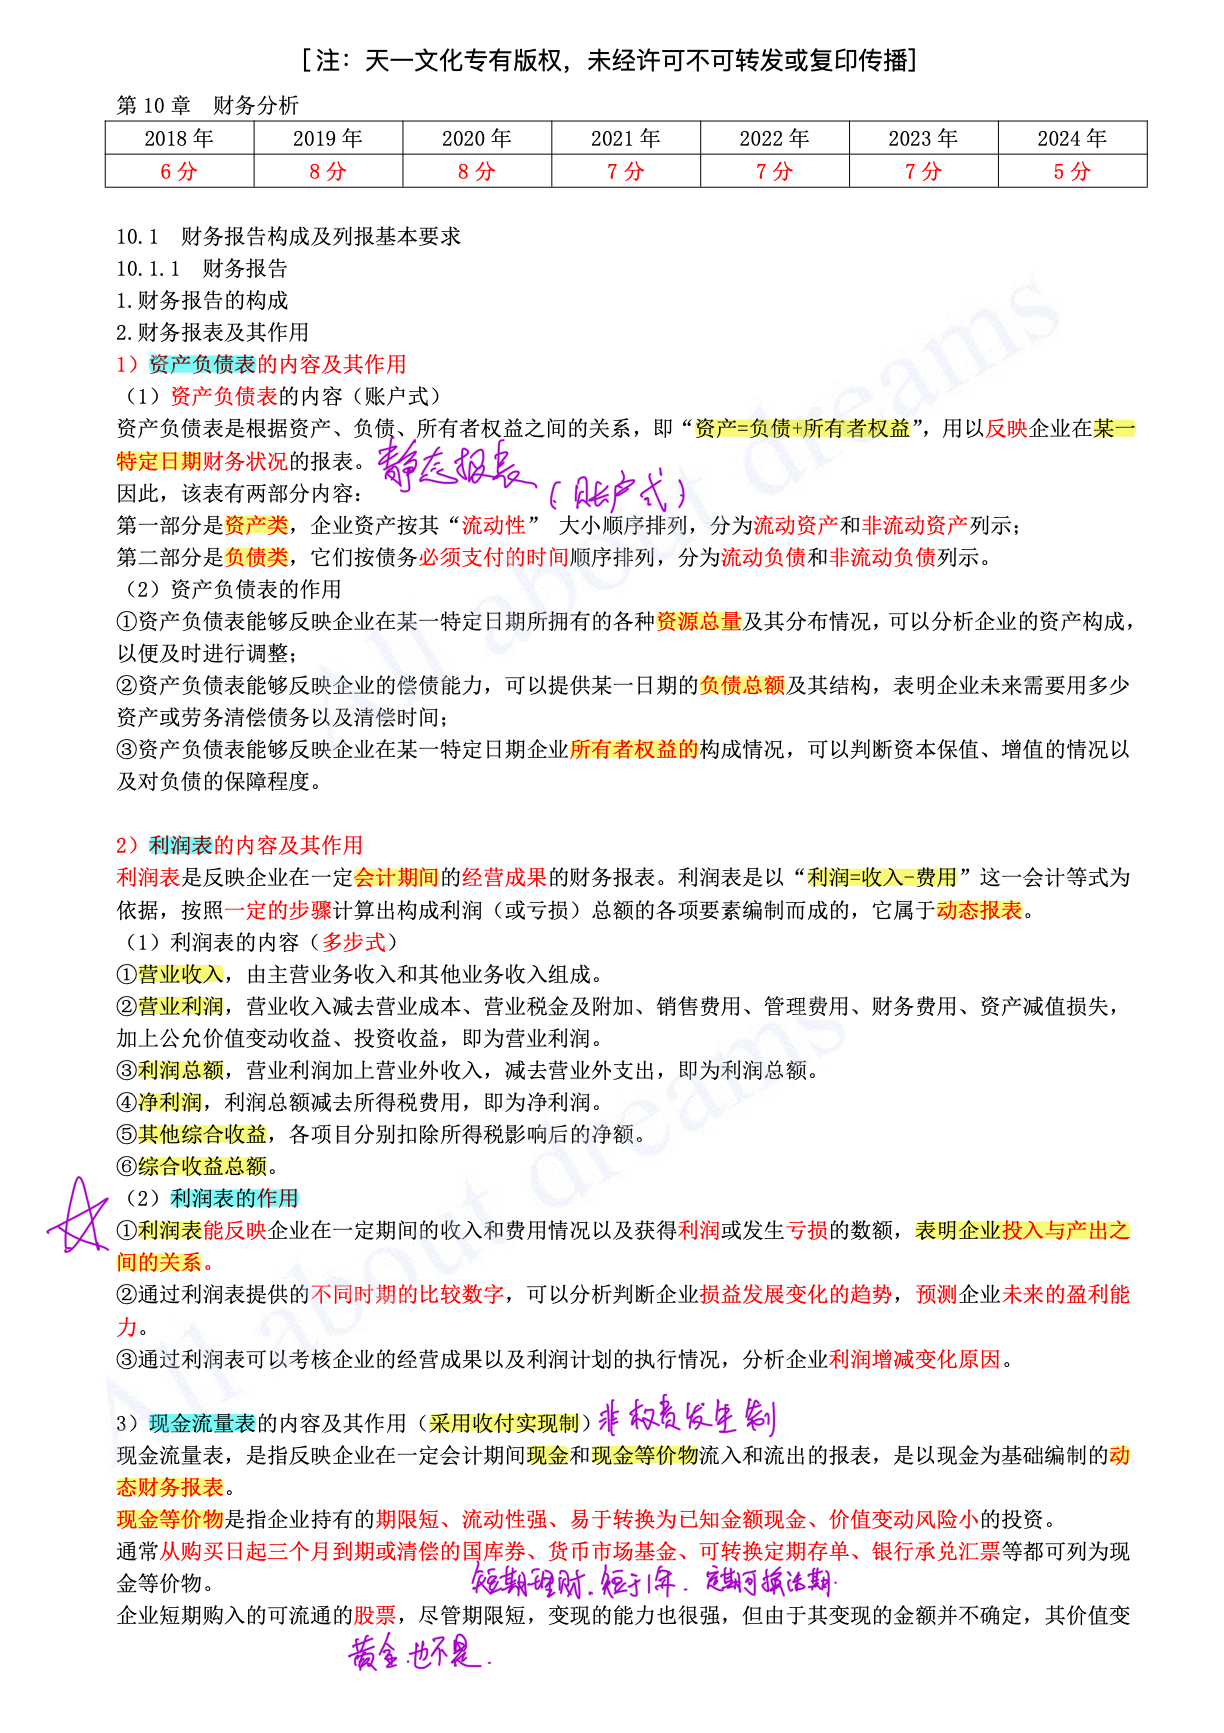 [注：天一文化专有版权，未经许可不可转发或复印传播]
第 10 章 财务分析
2018 年 2019 年 2020 年 2021 年 2022 年 2023 年 2024 年
6 分 8 分 8 分 7 分 7 分 7 分 5 分
10.1 财务报告构成及列报基本要求
10.1.1 财务报告
1.财务报告的构成
2.财务报表及其作用
1）资产负债表的内容及其作用
（1）资产负债表的内容（账户式）
资产负债表是根据资产、负债、所有者权益之间的关系，即“资产=负债+所有者权益”，用以反映企业在某一
特定日期财务状况的报表。 静态报表
因此，该表有两部分内容： （账户式）
第一部分是资产类，企业资产按其“流动性” 大小顺序排列，分为流动资产和非流动资产列示；
第二部分是负债类，它们按债务必须支付的时间顺序排列，分为流动负债和非流动负债列示。
（2）资产负债表的作用
①资产负债表能够反映企业在某一特定日期所拥有的各种资源总量及其分布情况，可以分析企业的资产构成，
以便及时进行调整；
②资产负债表能够反映企业的偿债能力，可以提供某一日期的负债总额及其结构，表明企业未来需要用多少
资产或劳务清偿债务以及清偿时间；
③资产负债表能够反映企业在某一特定日期企业所有者权益的构成情况，可以判断资本保值、增值的情况以
及对负债的保障程度。
2）利润表的内容及其作用
利润表是反映企业在一定会计期间的经营成果的财务报表。利润表是以“利润=收入-费用”这一会计等式为
依据，按照一定的步骤计算出构成利润（或亏损）总额的各项要素编制而成的，它属于动态报表。
（1）利润表的内容（多步式）
①营业收入，由主营业务收入和其他业务收入组成。
②营业利润，营业收入减去营业成本、营业税金及附加、销售费用、管理费用、财务费用、资产减值损失，
加上公允价值变动收益、投资收益，即为营业利润。
③利润总额，营业利润加上营业外收入，减去营业外支出，即为利润总额。
④净利润，利润总额减去所得税费用，即为净利润。
⑤其他综合收益，各项目分别扣除所得税影响后的净额。
⑥综合收益总额。
（2）利润表的作用
①利润表能反映企业在一定期间的收入和费用情况以及获得利润或发生亏损的数额，表明企业投入与产出之
间的关系。
②通过利润表提供的不同时期的比较数字，可以分析判断企业损益发展变化的趋势，预测企业未来的盈利能
力。
③通过利润表可以考核企业的经营成果以及利润计划的执行情况，分析企业利润增减变化原因。
3）现金流量表的内容及其作用（采用收付实现制） 非权责发生制
现金流量表，是指反映企业在一定会计期间现金和现金等价物流入和流出的报表，是以现金为基础编制的动
态财务报表。
现金等价物是指企业持有的期限短、流动性强、易于转换为已知金额现金、价值变动风险小的投资。
通常从购买日起三个月到期或清偿的国库券、货币市场基金、可转换定期存单、银行承兑汇票等都可列为现
金等价物。 短期理财、短于1年．定期可换活期．
企业短期购入的可流通的股票，尽管期限短，变现的能力也很强，但由于其变现的金额并不确定，其价值变
黄金也不是．
All about dreams
All about dreams